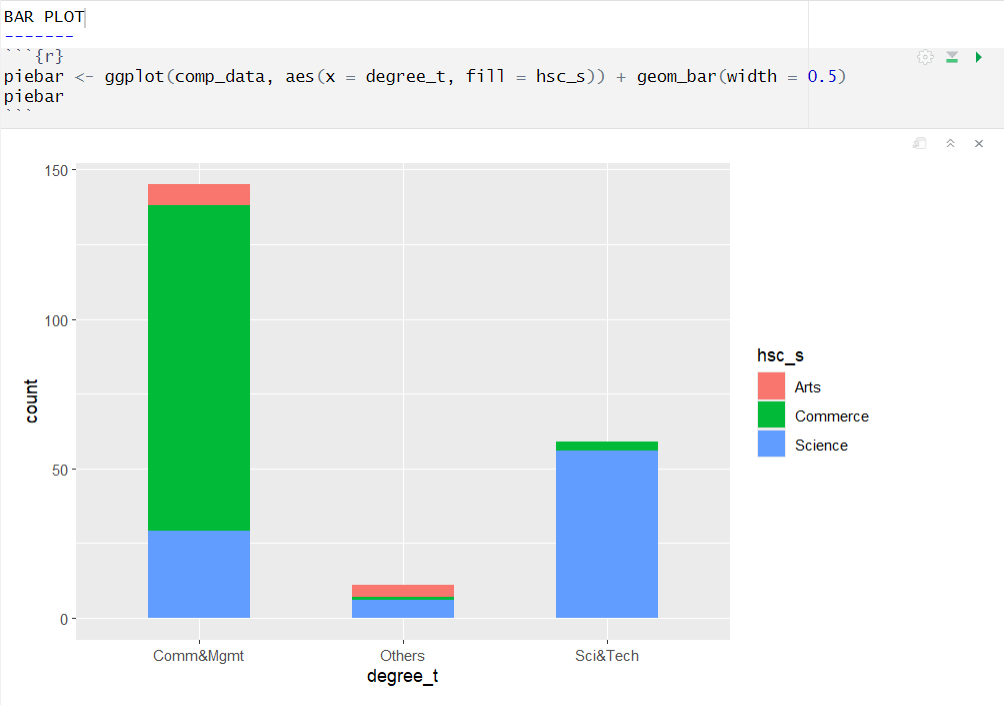 BAR PLOT
-------
```{r}
piebar <- ggplot(comp_data, aes(x = degree_t, fill = hsc_s)) + geom_bar(width = 0.5)
piebar
```
150
100
50
0
count
Comm&Mgmt
Others
Sci&Tech
degree_t
hsc_s
Arts
Commerce
Science